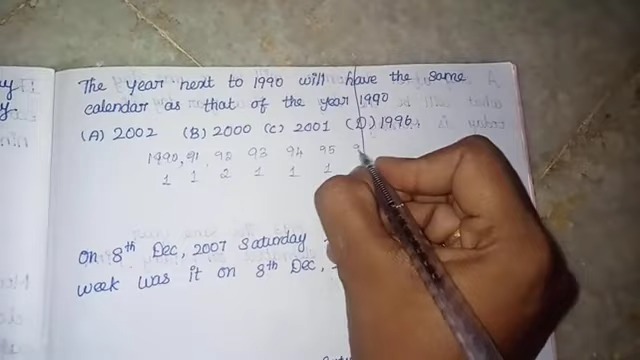 The year next to 1990 will have the same
calendar as that of the year 1990
(A) 2002 (B) 2000 (C) 2001 (D) 1996
1990, 91, 92 93 94 95 9
1 1 2 1 1 1
On 8th Dec, 2007 Saturday
week was it on 8th Dec,